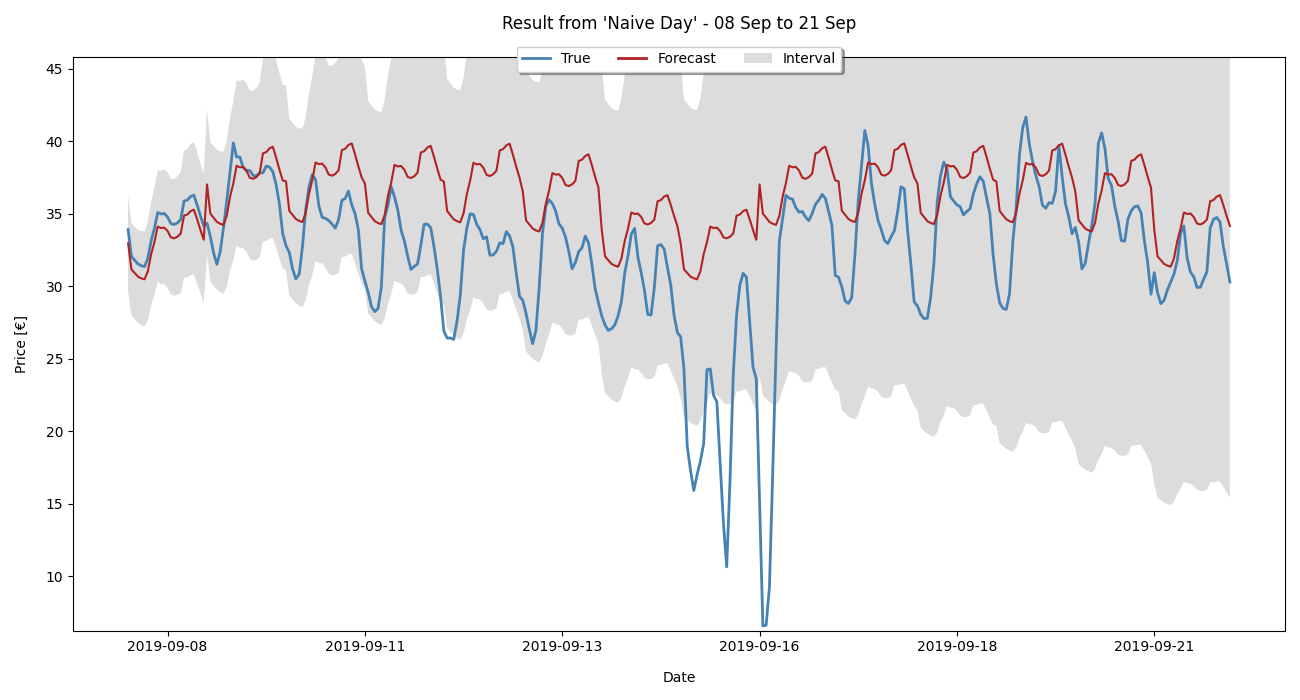 Result from 'Naive Day' - 08 Sep to 21 Sep
True Forecast Interval
45
40
35
30
25
20
15
10
Price [€]
2019-09-08 2019-09-11 2019-09-13 2019-09-16 2019-09-18 2019-09-21
Date